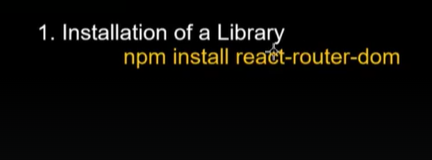 1. Installation of a Library
npm install react-router-dom